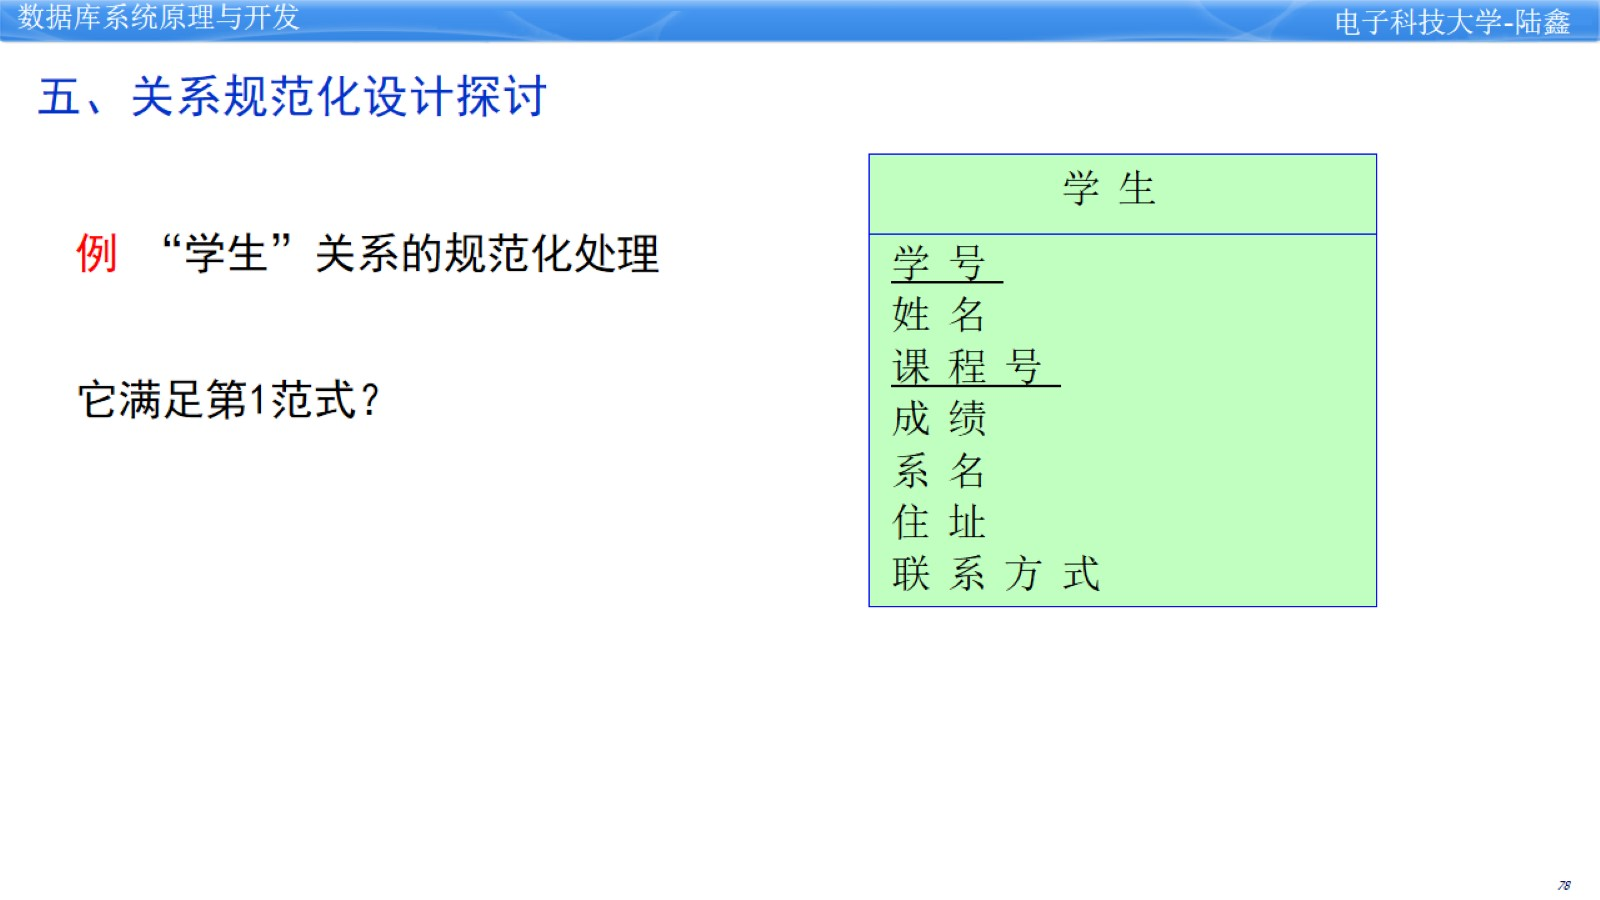 数据库系统原理与开发
电子科技大学-陆鑫
五、关系规范化设计探讨
例 “学生”关系的规范化处理
它满足第1范式？
学生
学号
姓名
课程号
成绩
系名
住址
联系方式
78